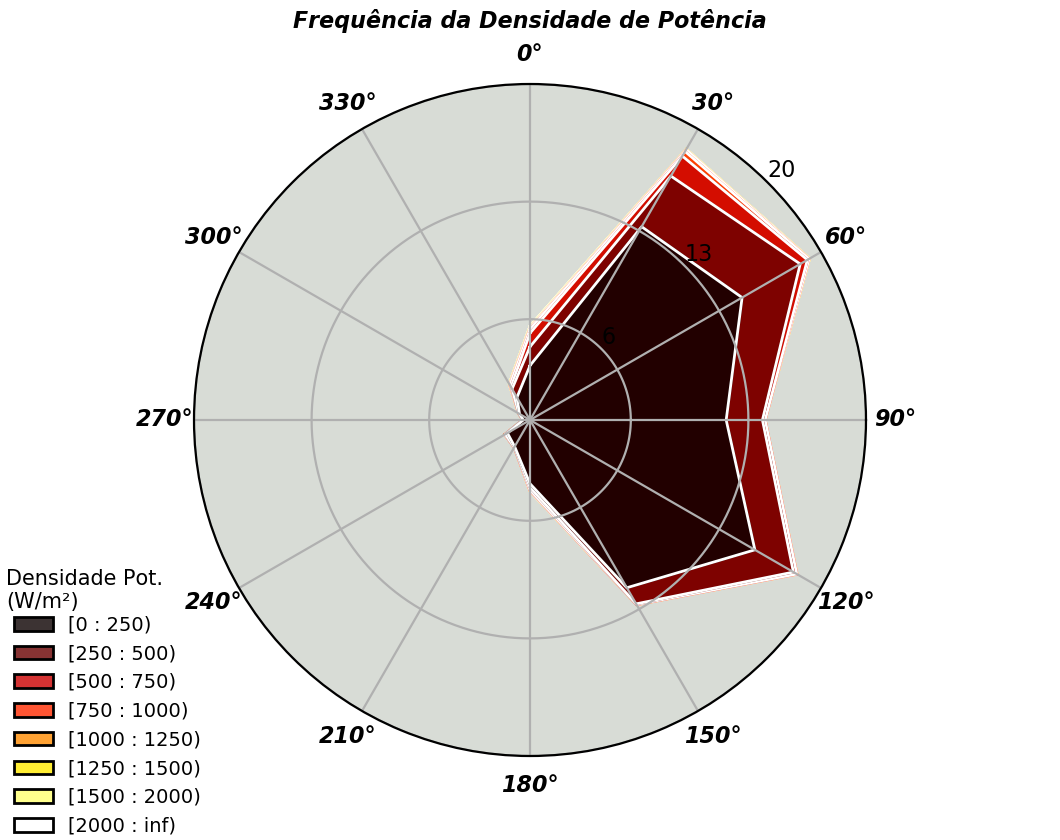 Frequência da Densidade de Potência
0°
330°
30°
20
300°
60°
13
6
270°
90°
240°
120°
210°
150°
180°
Densidade Pot.
(W/m²)
[0 : 250)
[250 : 500)
[500 : 750)
[750 : 1000)
[1000 : 1250)
[1250 : 1500)
[1500 : 2000)
[2000 : inf)